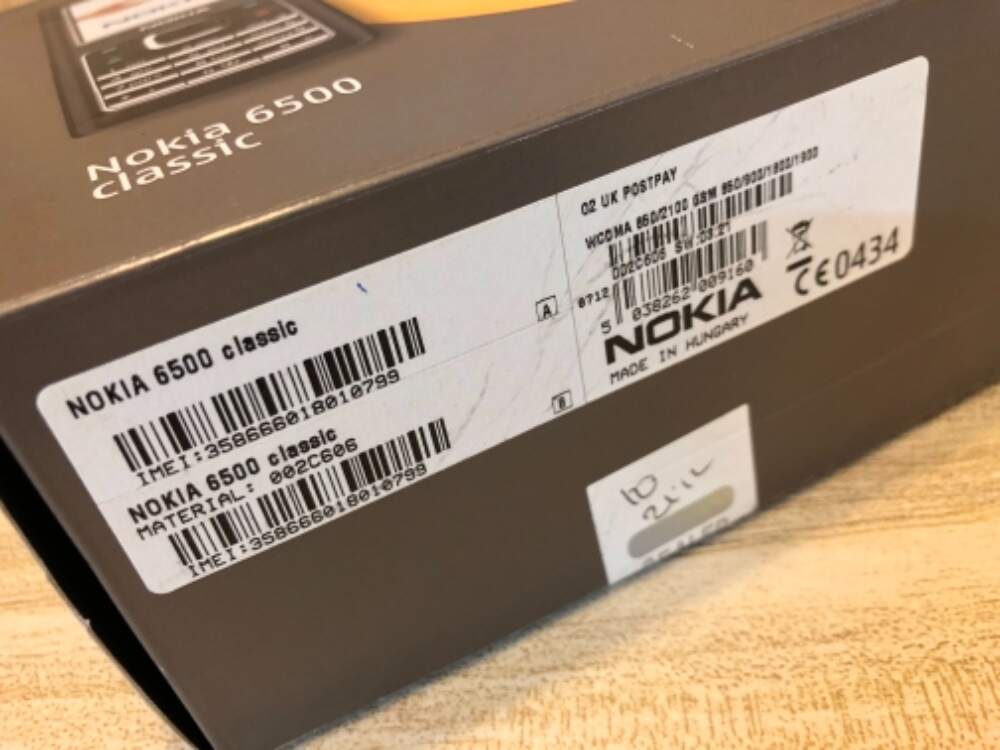 Nokia 6500
classic
NOKIA 6500 classic
IMEI:358666018010799
A
NOKIA 6500 classic
MATERIAL: 002C606
IMEI:358666018010799
B
02 UK POSTPAY
WCDMA 850/2100 GSM 850/900/1800/1900
002C606 SW:03.21
0712
5 038262 009160
NOKIA
MADE IN HUNGARY
CE0434
10